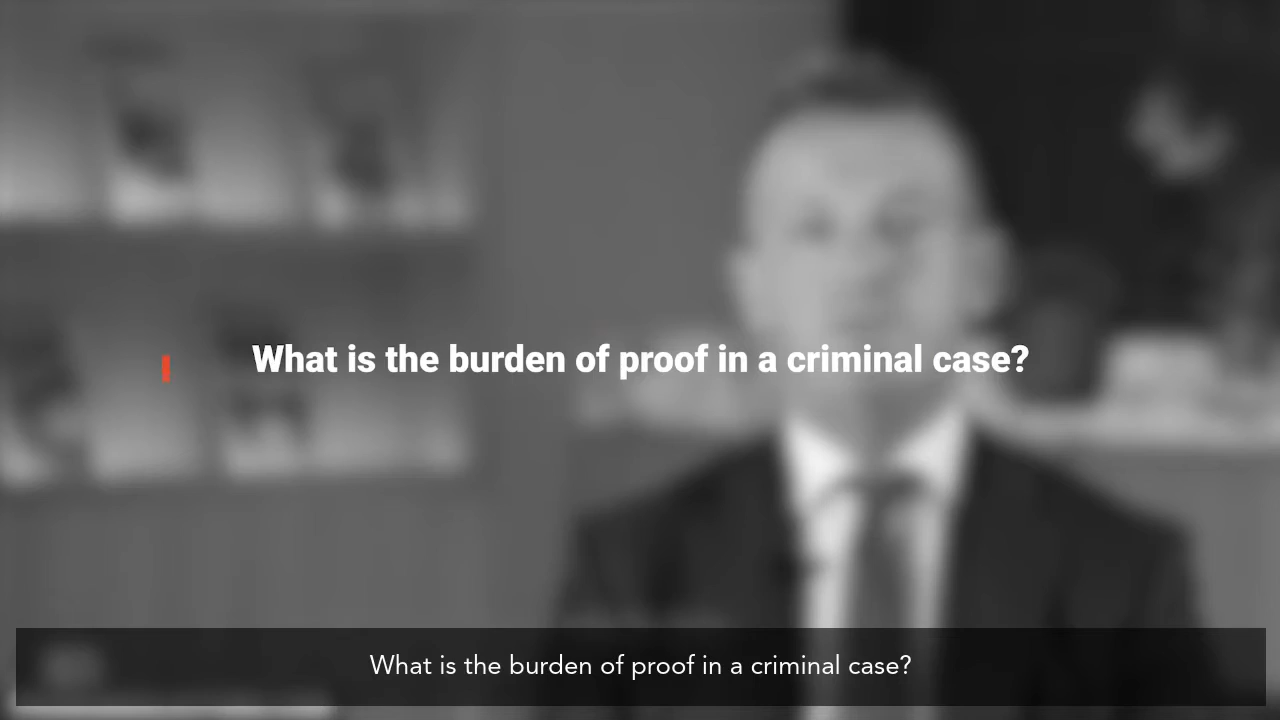 What is the burden of proof in a criminal case?
What is the burden of proof in a criminal case?